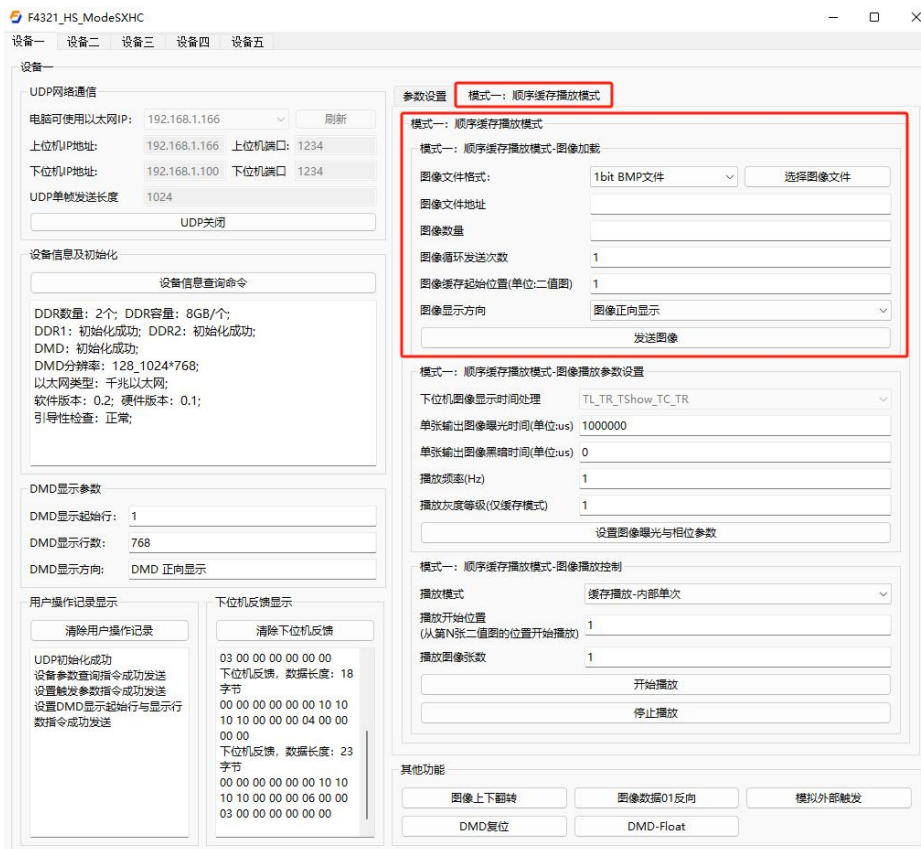 F4321_HS_ModeSXHC
设备一 设备二 设备三 设备四 设备五
设备一
UDP网络通信
电脑可使用以太网IP: 192.168.1.166 刷新
上位机IP地址: 192.168.1.166 上位机端口: 1234
下位机IP地址: 192.168.1.100 下位机端口 1234
UDP单帧发送长度 1024
UDP关闭
设备信息及初始化
设备信息查询命令
DDR数量: 2个; DDR容量: 8GB/个;
DDR1: 初始化成功; DDR2: 初始化成功;
DMD: 初始化成功;
DMD分辨率: 128_1024*768;
以太网类型: 千兆以太网;
软件版本: 0.2; 硬件版本: 0.1;
引导性检查: 正常;
DMD显示参数
DMD显示起始行: 1
DMD显示行数: 768
DMD显示方向: DMD 正向显示
用户操作记录显示
清除用户操作记录
UDP初始化成功
设备参数查询指令成功发送
设置触发参数指令成功发送
设置DMD显示起始行与显示行
数指令成功发送
下位机反馈显示
清除下位机反馈
03 00 00 00 00 00 00
下位机反馈, 数据长度: 18
字节
00 00 00 00 00 00 10 10
10 10 00 00 00 04 00 00
00 00
下位机反馈, 数据长度: 23
字节
00 00 00 00 00 00 10 10
10 10 00 00 00 06 00 00
03 00 00 00 00 00 00
参数设置 模式一: 顺序缓存播放模式
模式一: 顺序缓存播放模式
模式一: 顺序缓存播放模式-图像加载
图像文件格式: 1bit BMP文件 选择图像文件
图像文件地址
图像数量
图像循环发送次数 1
图像缓存起始位置(单位:二值图) 1
图像显示方向 图像正向显示
发送图像
模式一: 顺序缓存播放模式-图像播放参数设置
下位机图像显示时间处理 TL_TR_TShow_TC_TR
单张输出图像曝光时间(单位:us) 1000000
单张输出图像黑暗时间(单位:us) 0
播放频率(Hz) 1
播放灰度等级(仅缓存模式) 1
设置图像曝光与相位参数
模式一: 顺序缓存播放模式-图像播放控制
播放模式 缓存播放-内部单次
播放开始位置
(从第N张二值图的位置开始播放) 1
播放图像张数 1
开始播放
停止播放
其他功能
图像上下翻转 图像数据01反向 模拟外部触发
DMD复位 DMD-Float